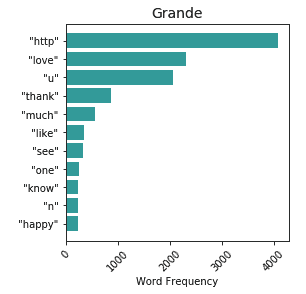 Grande
"http"
"love"
"u"
"thank"
"much"
"like"
"see"
"one"
"know"
"n"
"happy"
0 1000 2000 3000 4000
Word Frequency